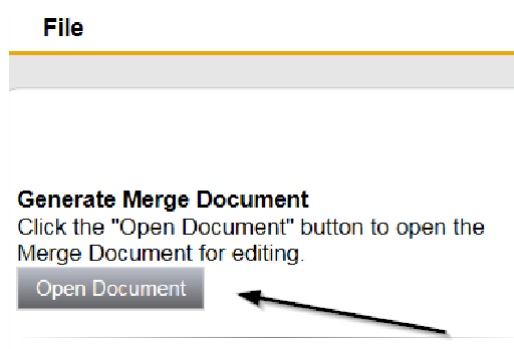 File
Generate Merge Document
Click the "Open Document" button to open the
Merge Document for editing.
Open Document